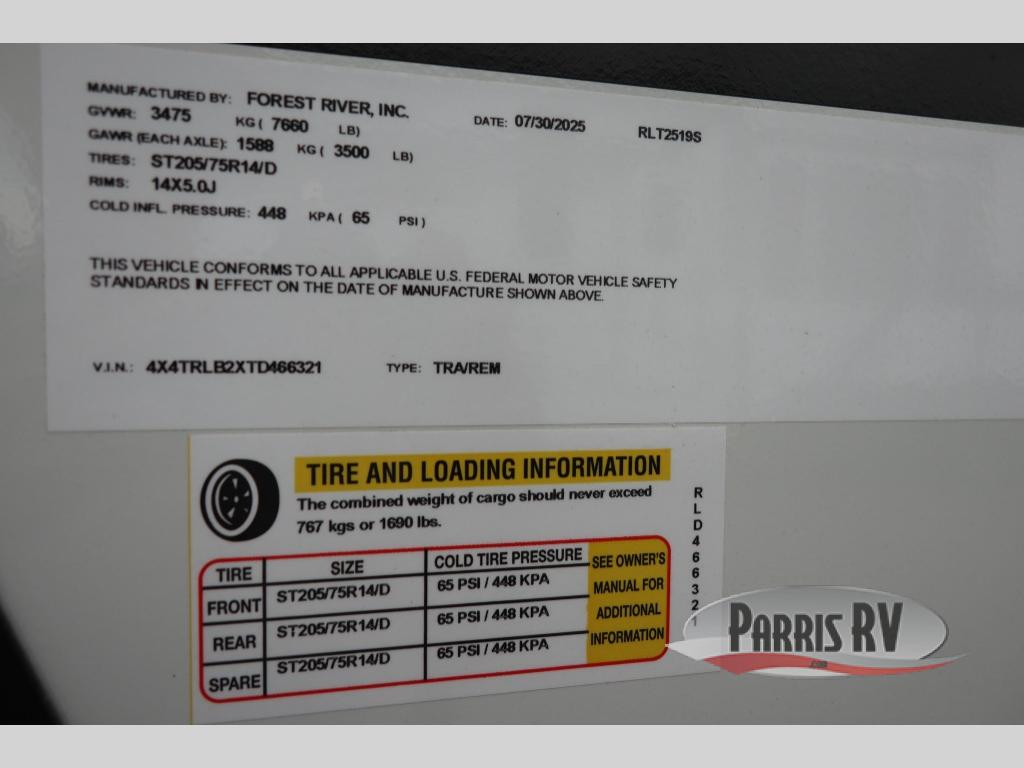 MANUFACTURED BY: FOREST RIVER, INC. DATE: 07/30/2025 RLT2519S
GVWR: 3475 KG ( 7660 LB)
GAWR (EACH AXLE): 1588 KG ( 3500 LB)
TIRES: ST205/75R14/D
RIMS: 14X5.0J
COLD INFL. PRESSURE: 448 KPA ( 65 PSI )
THIS VEHICLE CONFORMS TO ALL APPLICABLE U.S. FEDERAL MOTOR VEHICLE SAFETY
STANDARDS IN EFFECT ON THE DATE OF MANUFACTURE SHOWN ABOVE.
V.I.N.: 4X4TRLB2XTD466321 TYPE: TRA/REM
TIRE AND LOADING INFORMATION
The combined weight of cargo should never exceed
767 kgs or 1690 lbs.
TIRE SIZE COLD TIRE PRESSURE
FRONT ST205/75R14/D 65 PSI / 448 KPA
REAR ST205/75R14/D 65 PSI / 448 KPA
SPARE ST205/75R14/D 65 PSI / 448 KPA
SEE OWNER'S
MANUAL FOR
ADDITIONAL
INFORMATION
RLD466321
PARRIS RV
.com